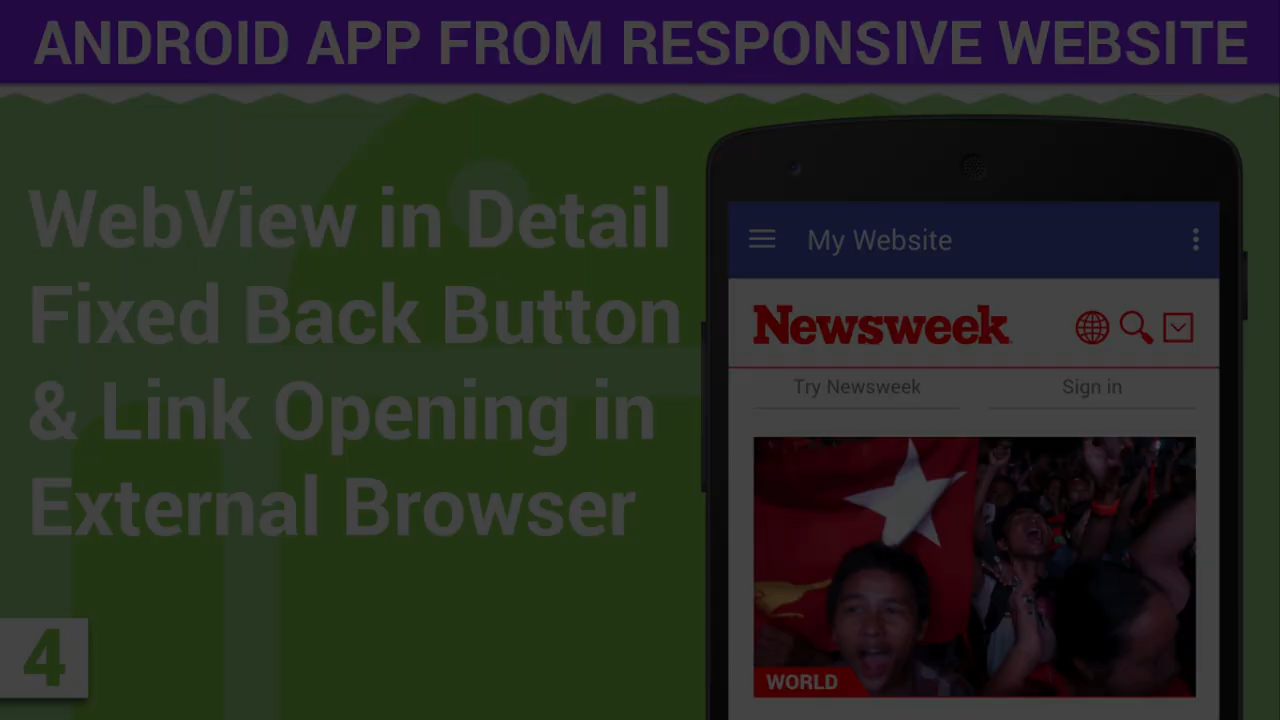 ANDROID APP FROM RESPONSIVE WEBSITE
WebView in Detail
Fixed Back Button
& Link Opening in
External Browser
4
My Website
Newsweek
Try Newsweek
Sign in
WORLD